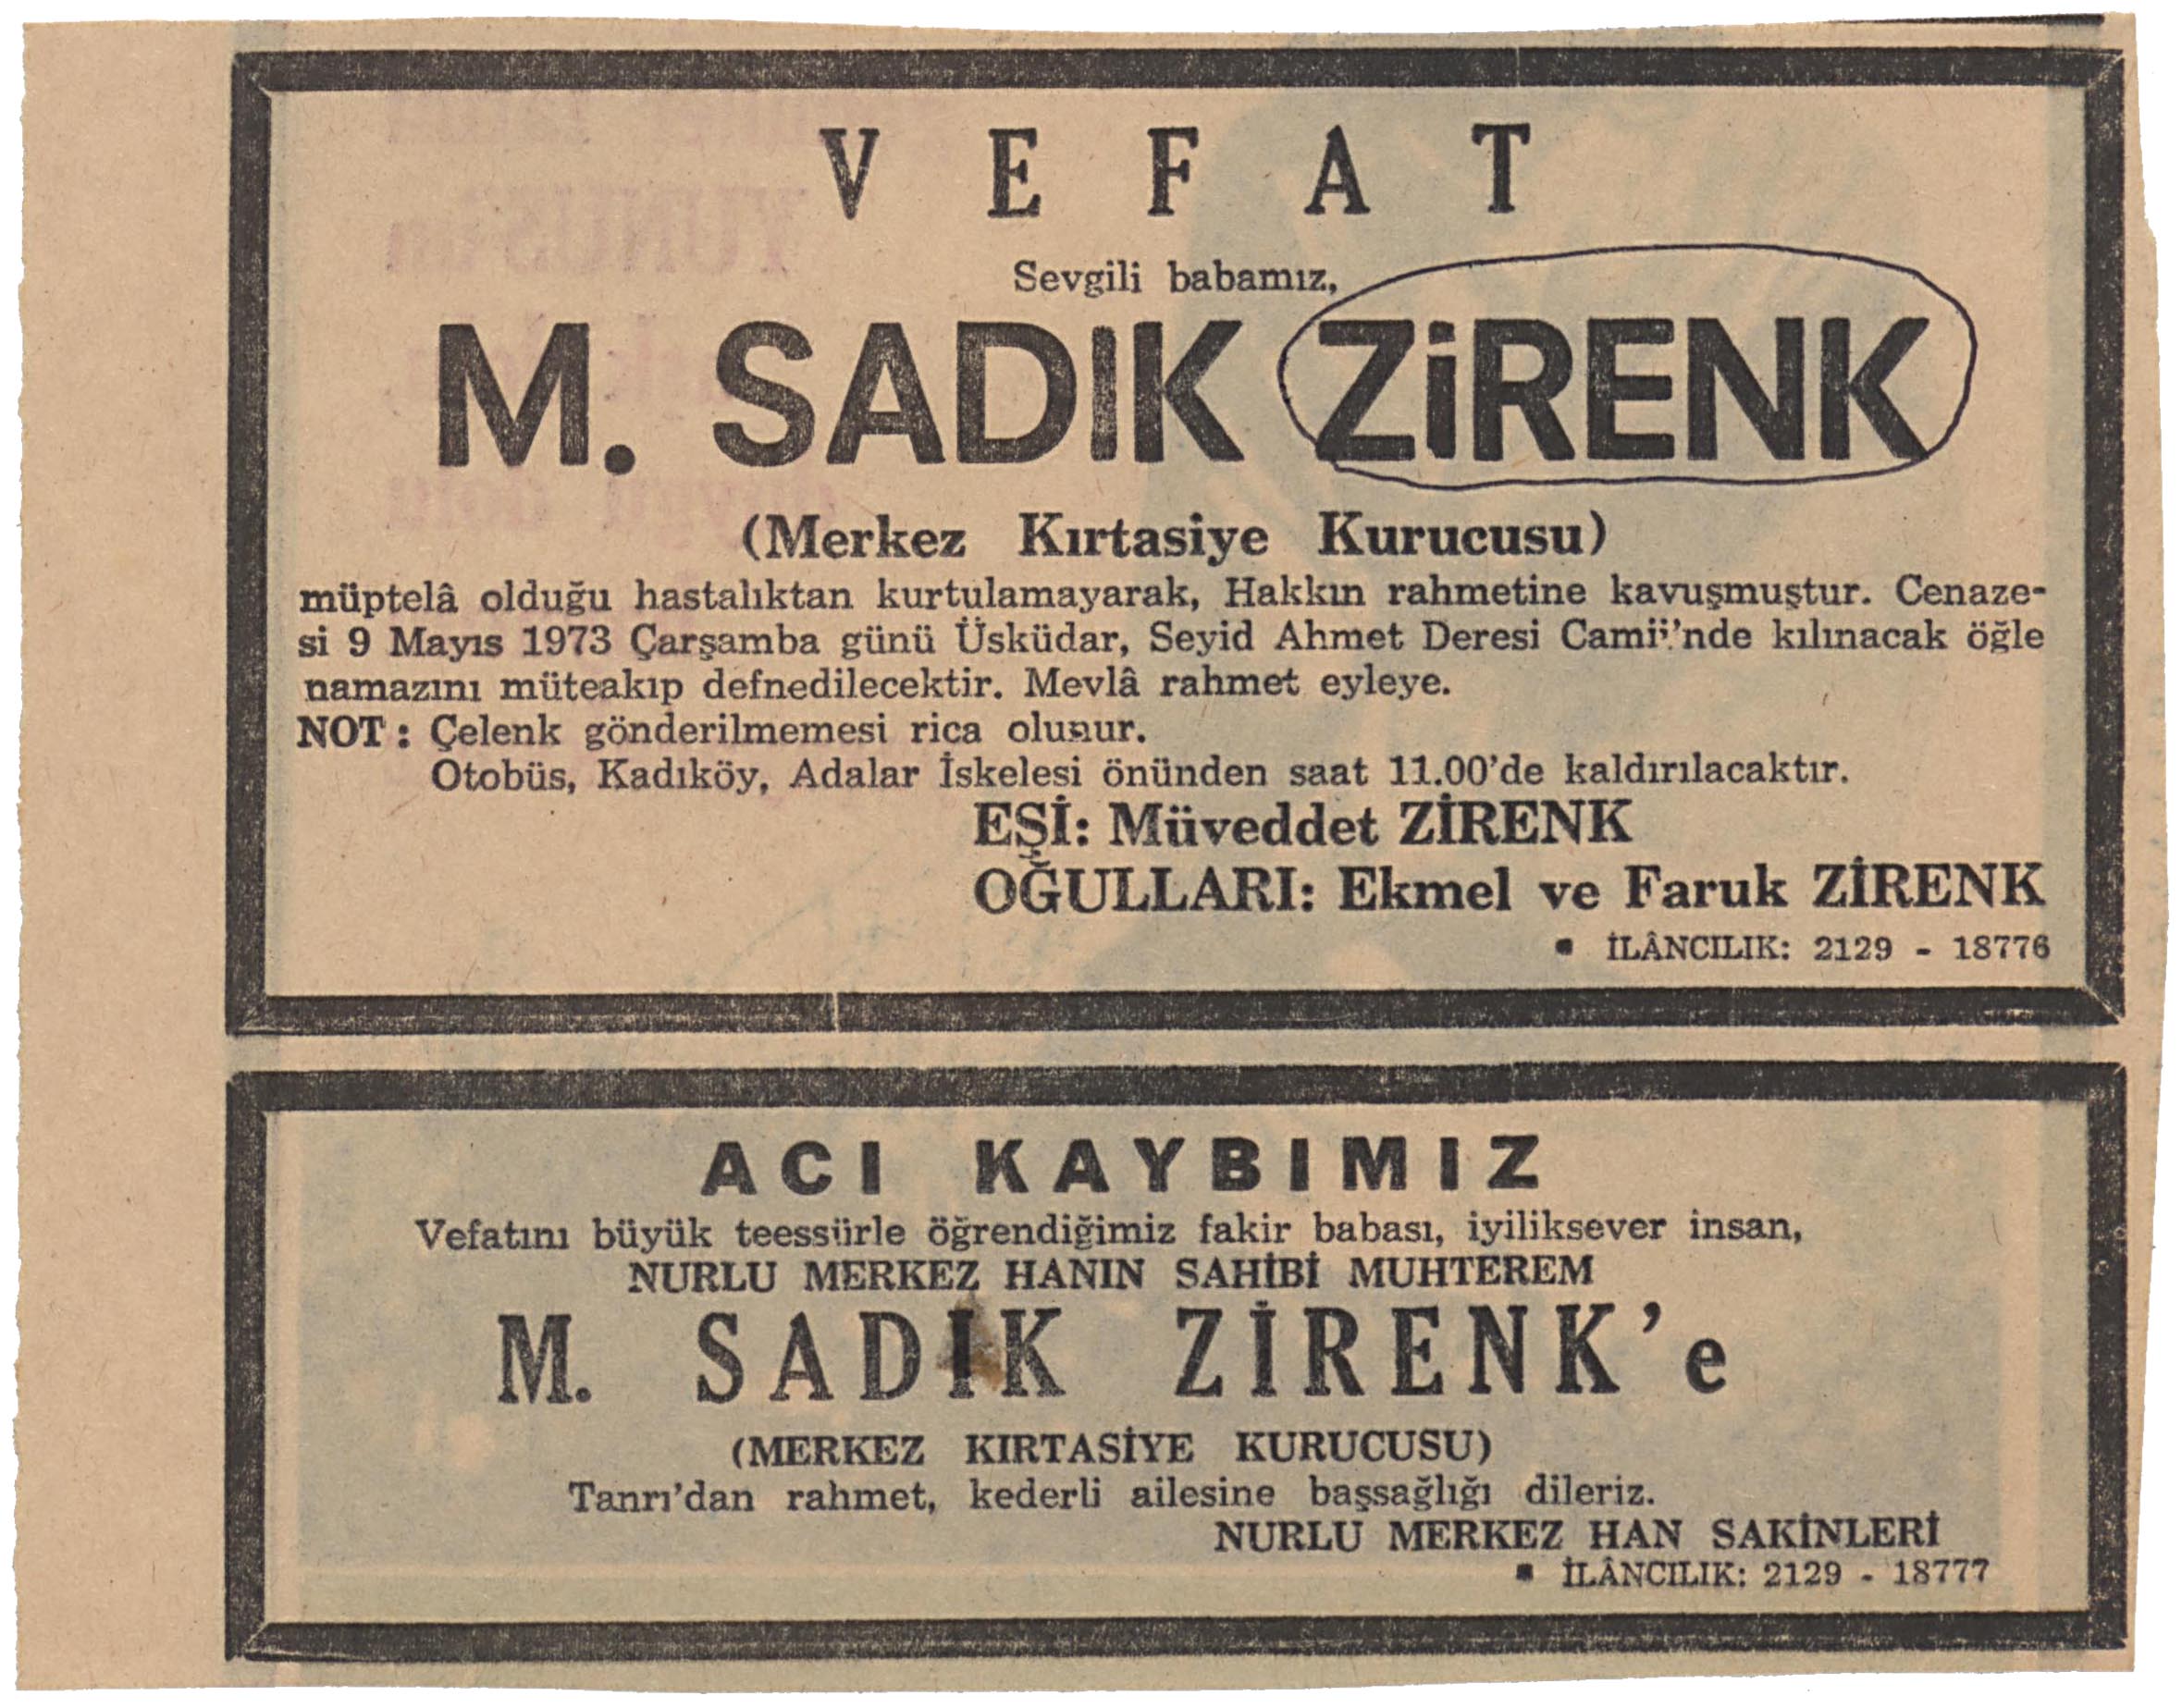 VEFAT
Sevgili babamız,
M. SADIK ZiRENK
(Merkez Kırtasiye Kurucusu)
müptelâ olduğu hastalıktan kurtulamayarak, Hakkın rahmetine kavuşmuştur. Cenaze-
si 9 Mayıs 1973 Çarşamba günü Üsküdar, Seyid Ahmet Deresi Camii'nde kılınacak öğle
namazını müteakıp defnedilecektir. Mevlâ rahmet eyleye.
NOT: Çelenk gönderilmemesi rica olunur.
Otobüs, Kadıköy, Adalar İskelesi önünden saat 11.00'de kaldırılacaktır.
EŞİ: Müveddet ZİRENK
OĞULLARI: Ekmel ve Faruk ZİRENK
• İLÂNCILIK: 2129 - 18776
ACI KAYBIMIZ
Vefatını büyük teessürle öğrendiğimiz fakir babası, iyiliksever insan,
NURLU MERKEZ HANIN SAHİBİ MUHTEREM
M. SADIK ZİRENK'e
(MERKEZ KIRTASİYE KURUCUSU)
Tanrı'dan rahmet, kederli ailesine başsağlığı dileriz.
NURLU MERKEZ HAN SAKİNLERİ
▪ İLÂNCILIK: 2129 - 18777